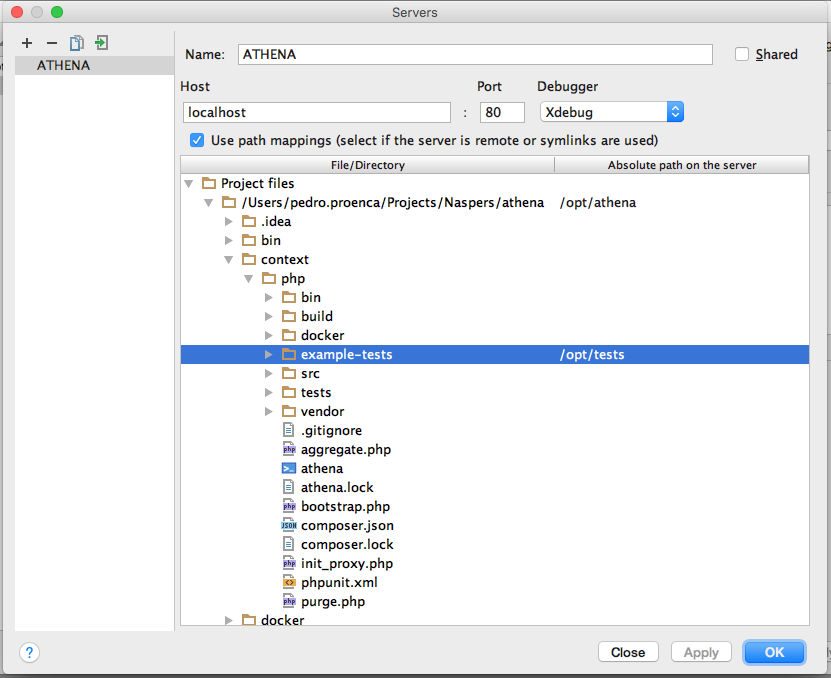 Servers
ATHENA
Name: ATHENA Shared
Host Port Debugger
localhost : 80 Xdebug
Use path mappings (select if the server is remote or symlinks are used)
File/Directory Absolute path on the server
Project files
/Users/pedro.proenca/Projects/Naspers/athena /opt/athena
.idea
bin
context
php
bin
build
docker
example-tests /opt/tests
src
tests
vendor
.gitignore
aggregate.php
athena
athena.lock
bootstrap.php
composer.json
composer.lock
init_proxy.php
phpunit.xml
purge.php
docker
? Close Apply OK